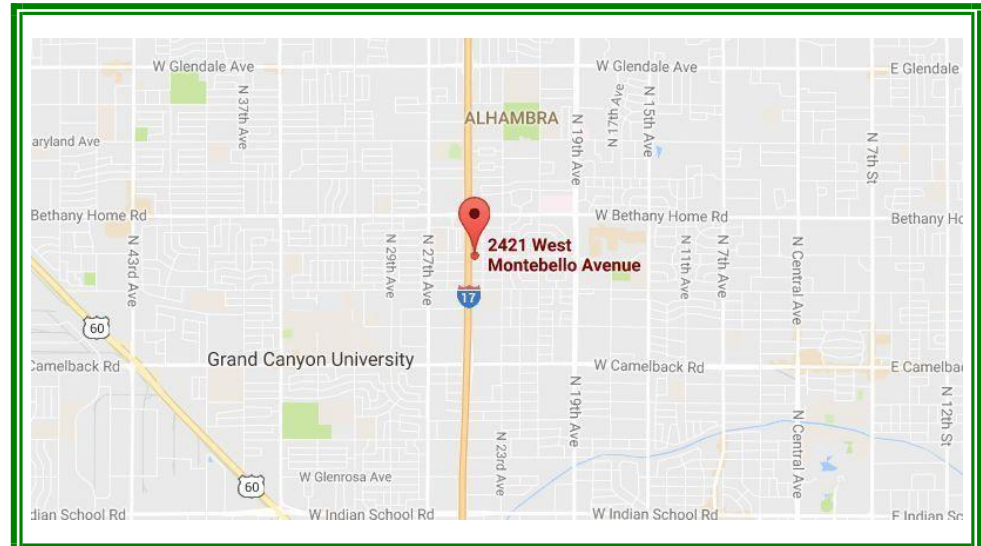 W Glendale Ave
W Glendale Ave
E Glendale
N 37th Ave
ALHAMBRA
N 17th Ave
N 15th Ave
N 19th Ave
N 7th St
aryland Ave
Bethany Home Rd
W Bethany Home Rd
Bethany Ho
N 43rd Ave
N 29th Ave
N 27th Ave
2421 West
Montebello Avenue
N 11th Ave
N 7th Ave
N Central Ave
17
60
Grand Canyon University
Camelback Rd
W Camelback Rd
E Camelba
N 19th Ave
N 12th St
N 23rd Ave
N Central Ave
W Glenrosa Ave
60
dian School Rd
W Indian School Rd
W Indian School Rd
E Indian Sc